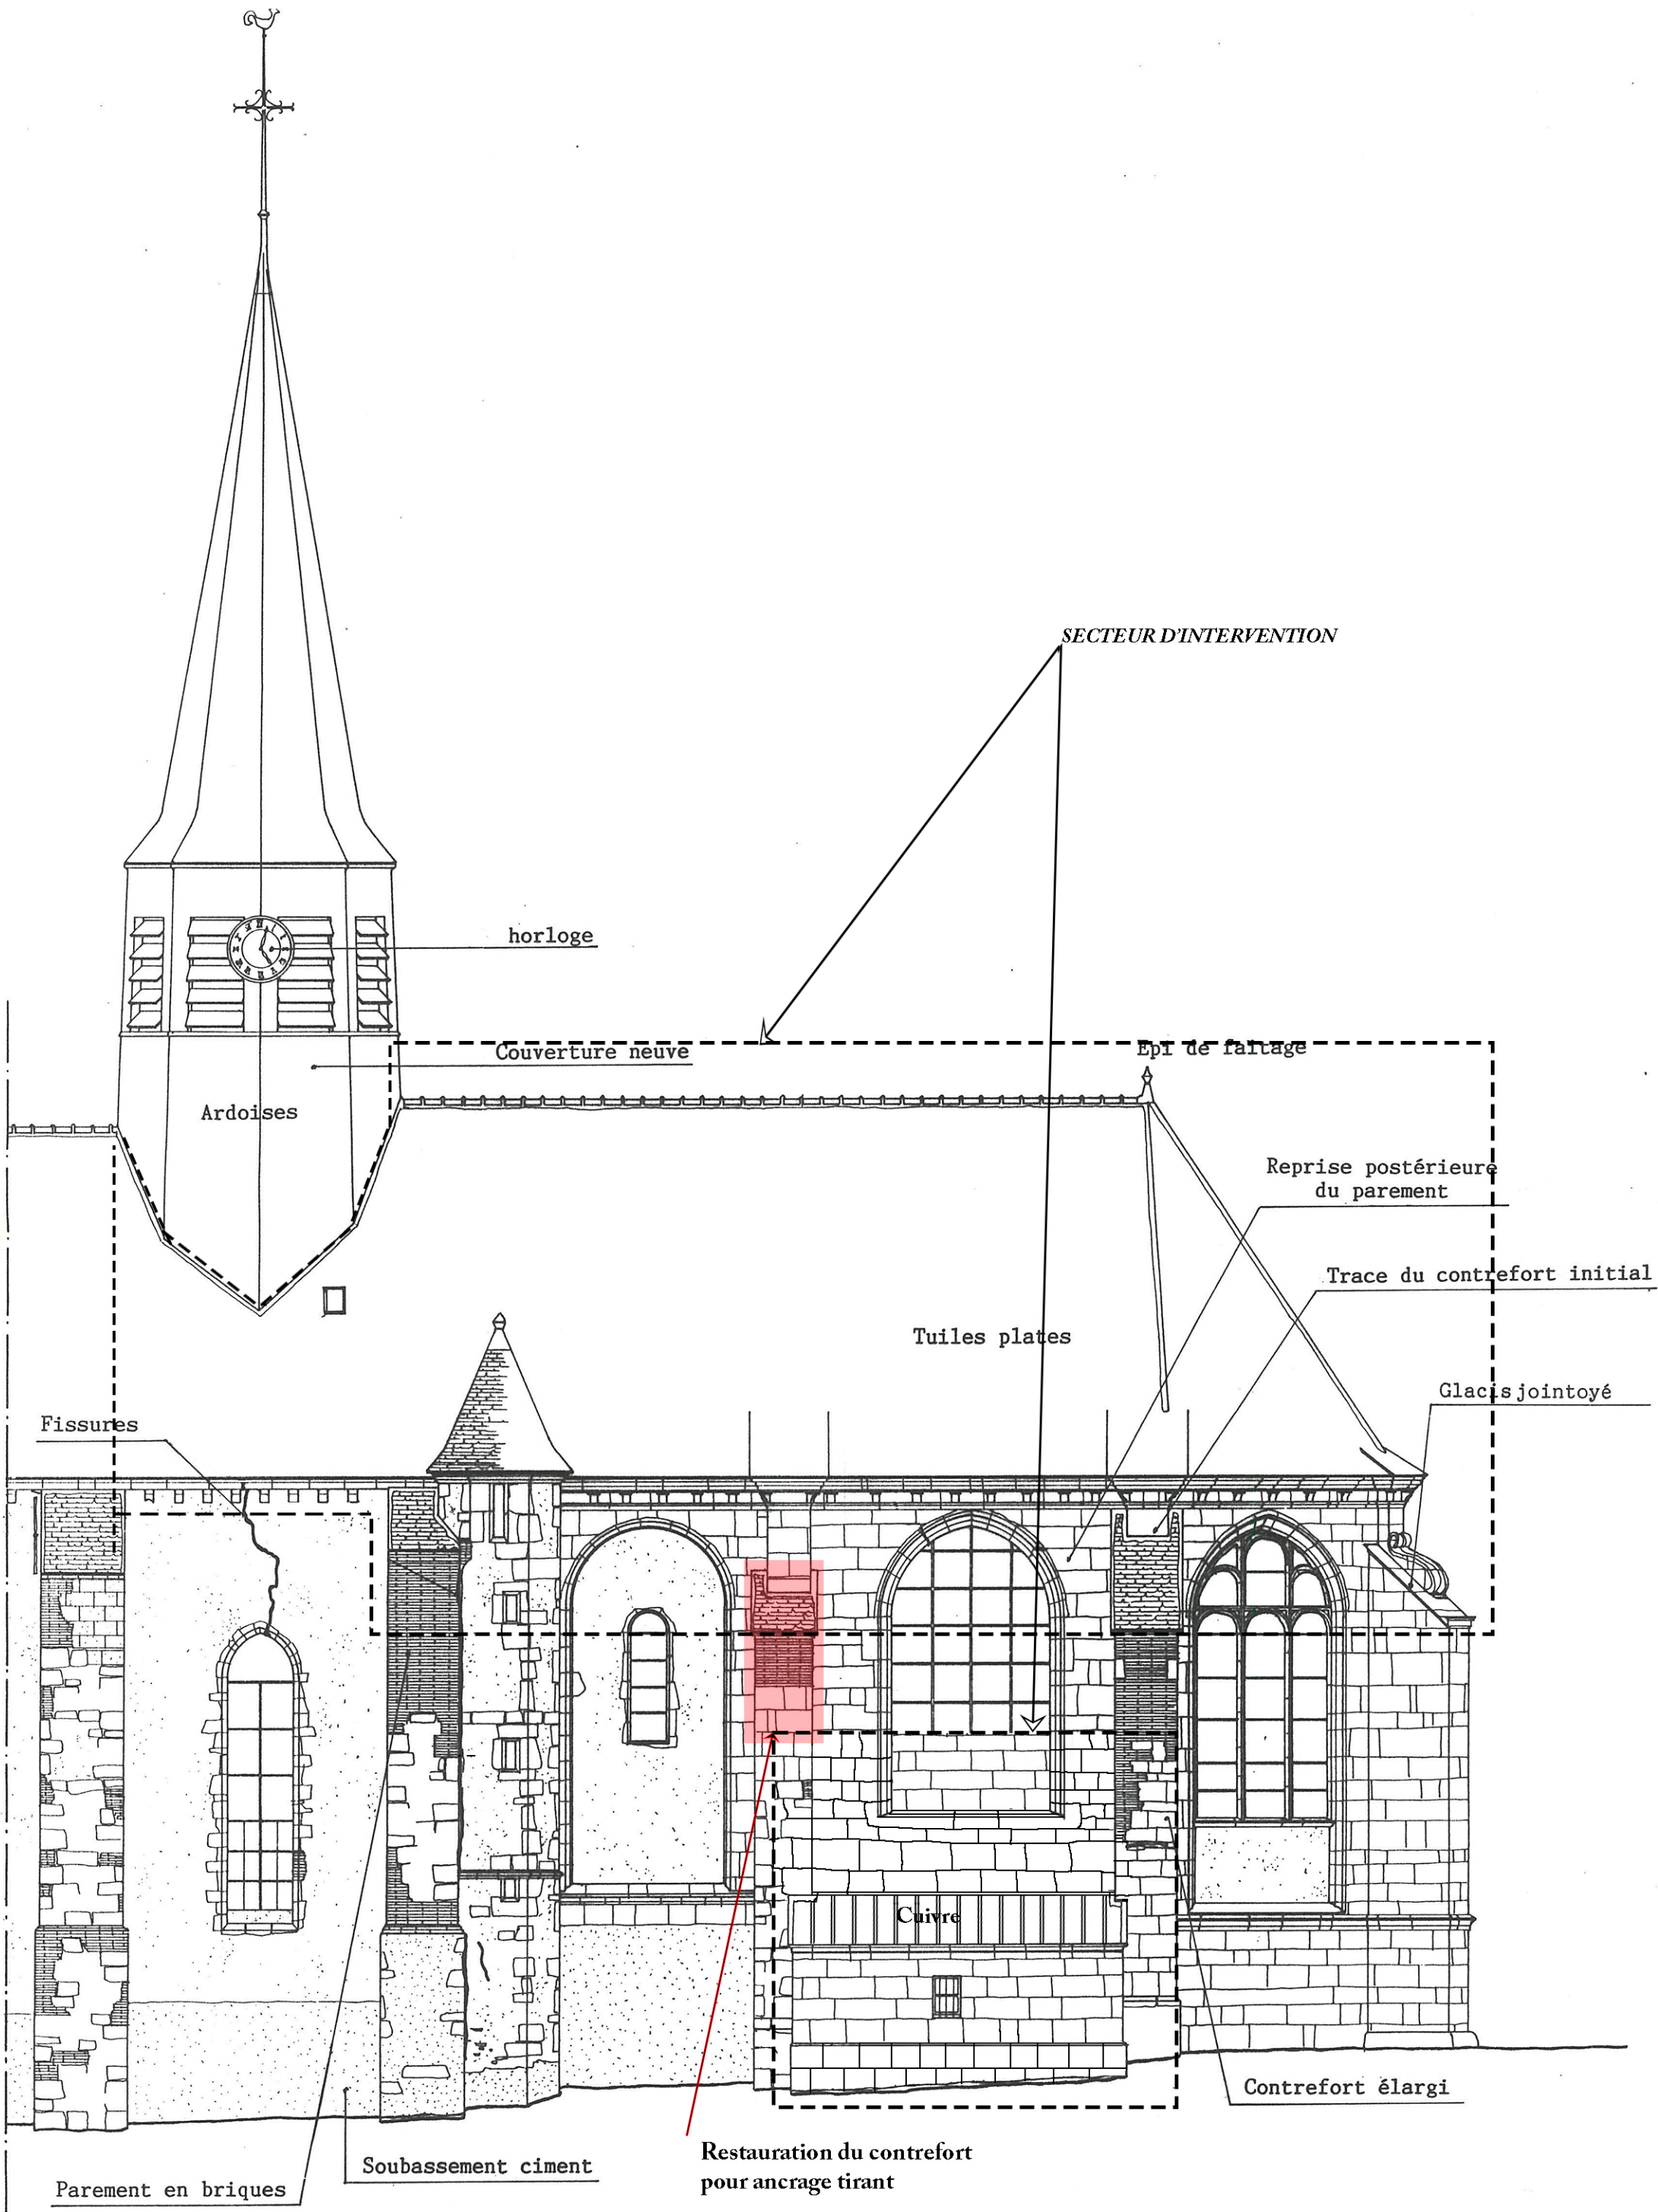 SECTEUR D'INTERVENTION
horloge
Couverture neuve
Epi de faîtage
Ardoises
Reprise postérieure
du parement
Trace du contrefort initial
Tuiles plates
Glacis jointoyé
Fissures
Cuivre
Contrefort élargi
Restauration du contrefort
pour ancrage tirant
Soubassement ciment
Parement en briques